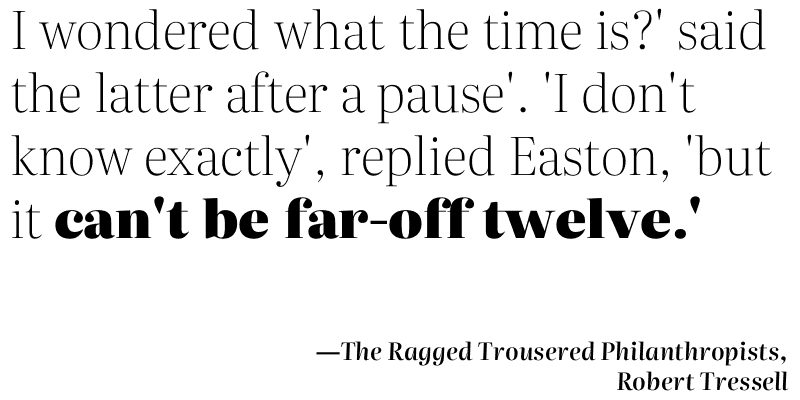 I wondered what the time is?' said
the latter after a pause'. 'I don't
know exactly', replied Easton, 'but
it can't be far-off twelve.'
—The Ragged Trousered Philanthropists,
Robert Tressell